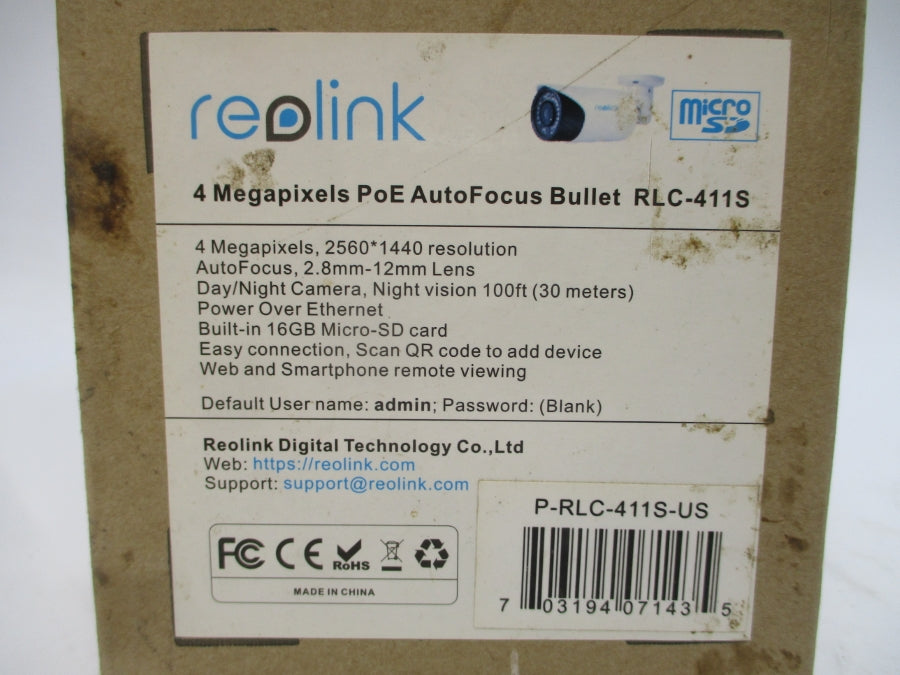 reolink
reolink
micro
SD
4 Megapixels PoE AutoFocus Bullet RLC-411S
4 Megapixels, 2560*1440 resolution
AutoFocus, 2.8mm-12mm Lens
Day/Night Camera, Night vision 100ft (30 meters)
Power Over Ethernet
Built-in 16GB Micro-SD card
Easy connection, Scan QR code to add device
Web and Smartphone remote viewing
Default User name: admin; Password: (Blank)
Reolink Digital Technology Co.,Ltd
Web: https://reolink.com
Support: support@reolink.com
P-RLC-411S-US
FC CE RoHS
MADE IN CHINA
7 03194 07143 5